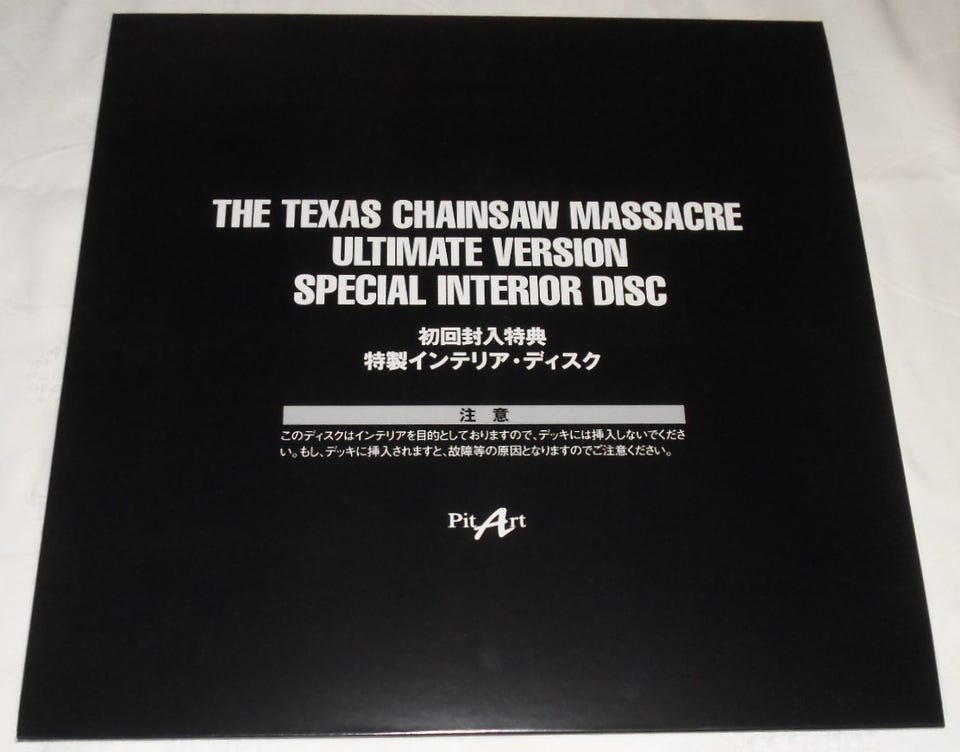 THE TEXAS CHAINSAW MASSACRE
ULTIMATE VERSION
SPECIAL INTERIOR DISC
初回封入特典
特製インテリア・ディスク
注 意
このディスクはインテリアを目的としておりますので、デッキには挿入しないでくださ
い。もし、デッキに挿入されますと、故障等の原因となりますのでご注意ください。
PitArt